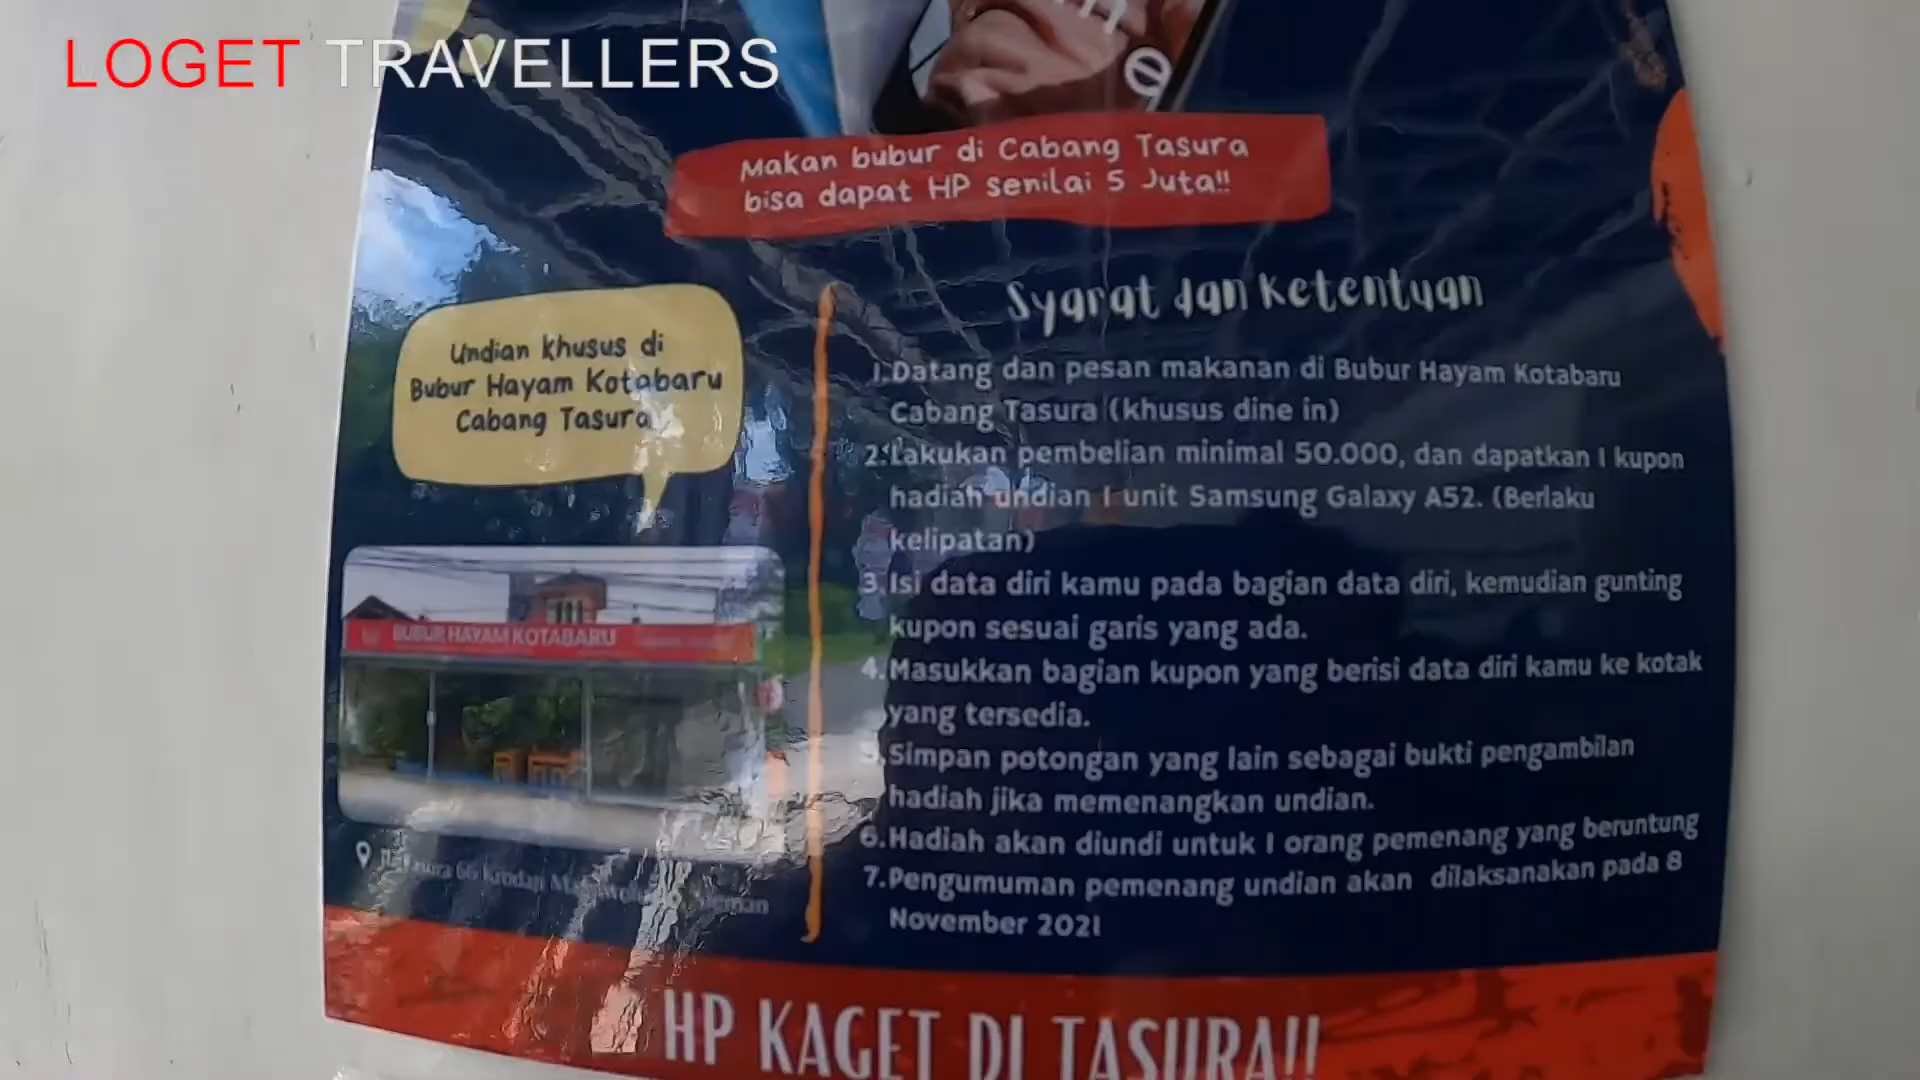 LOGET TRAVELLERS
Makan bubur di Cabang Tasura
bisa dapat HP senilai 5 Juta!!
Undian khusus di
Bubur Hayam Kotabaru
Cabang Tasura
Syarat dan Ketentuan
1.Datang dan pesan makanan di Bubur Hayam Kotabaru
Cabang Tasura (khusus dine in)
2.Lakukan pembelian minimal 50.000, dan dapatkan 1 kupon
hadiah undian 1 unit Samsung Galaxy A52. (Berlaku
kelipatan)
3.Isi data diri kamu pada bagian data diri, kemudian gunting
kupon sesuai garis yang ada.
4.Masukkan bagian kupon yang berisi data diri kamu ke kotak
yang tersedia.
5.Simpan potongan yang lain sebagai bukti pengambilan
hadiah jika memenangkan undian.
6.Hadiah akan diundi untuk 1 orang pemenang yang beruntung
7.Pengumuman pemenang undian akan dilaksanakan pada 8
November 2021
BUBUR HAYAM KOTABARU
66
HP KAGET DI TASURA!!